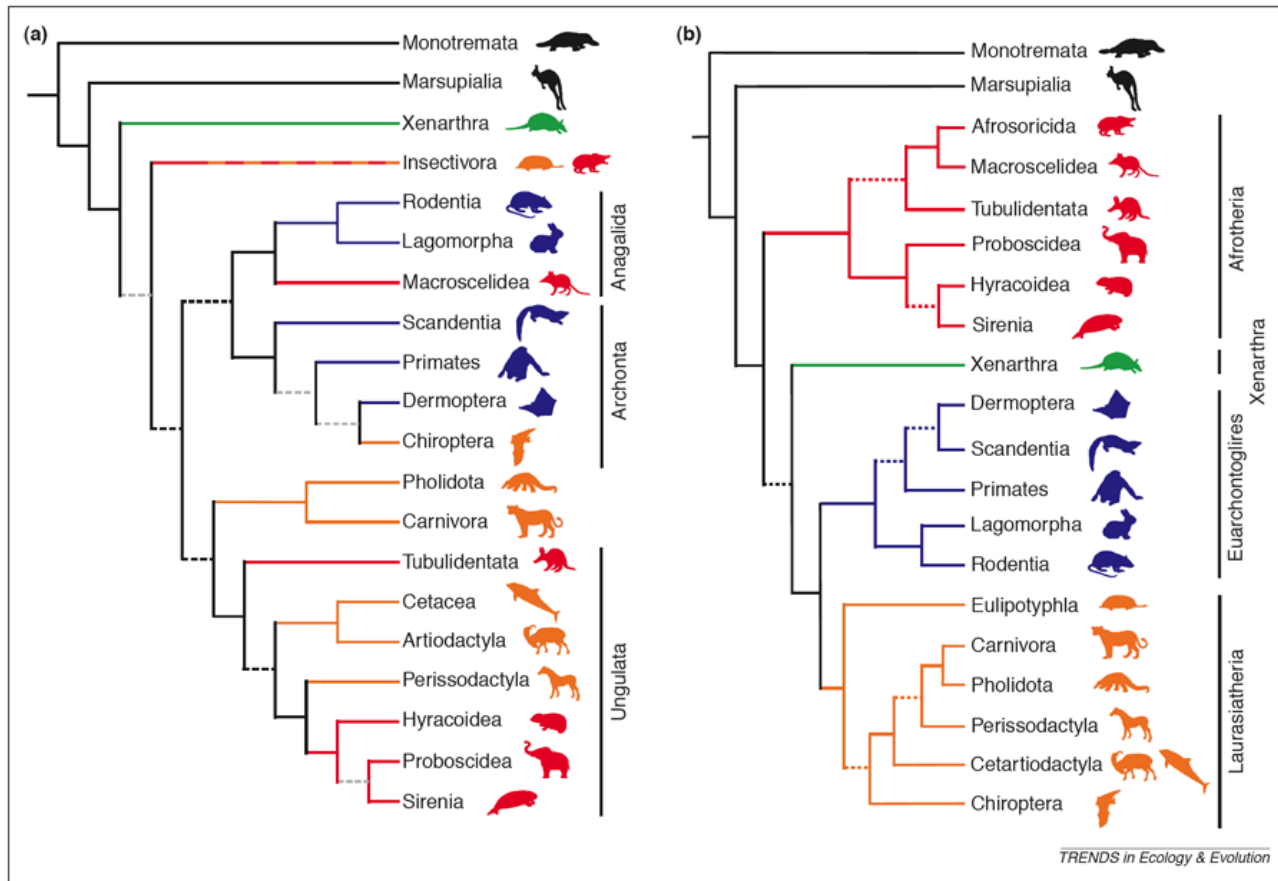 (a)
Monotremata
Marsupialia
Xenarthra
Insectivora
Rodentia
Lagomorpha
Macroscelidea
Anagalida
Scandentia
Primates
Dermoptera
Chiroptera
Archonta
Pholidota
Carnivora
Tubulidentata
Cetacea
Artiodactyla
Perissodactyla
Hyracoidea
Proboscidea
Sirenia
Ungulata
(b)
Monotremata
Marsupialia
Afrosoricida
Macroscelidea
Tubulidentata
Proboscidea
Hyracoidea
Sirenia
Afrotheria
Xenarthra
Xenarthra
Dermoptera
Scandentia
Primates
Lagomorpha
Rodentia
Euarchontoglires
Eulipotyphla
Carnivora
Pholidota
Perissodactyla
Cetartiodactyla
Chiroptera
Laurasiatheria
TRENDS in Ecology & Evolution